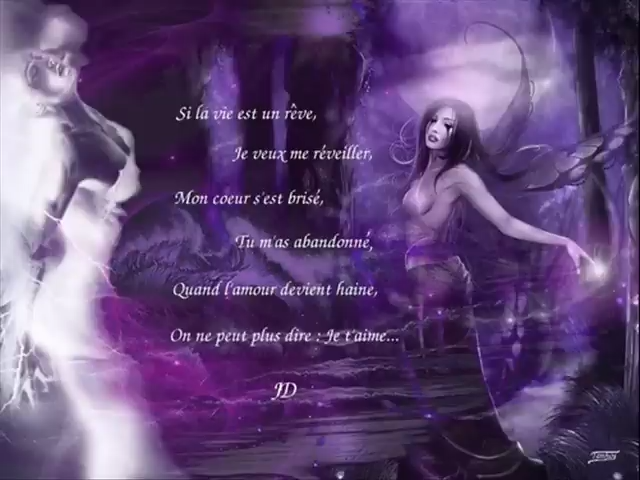 Si la vie est un rêve,
Je veux me réveiller,
Mon coeur s'est brisé,
Tu m'as abandonné,
Quand l'amour devient haine,
On ne peut plus dire : Je t'aime...
JD